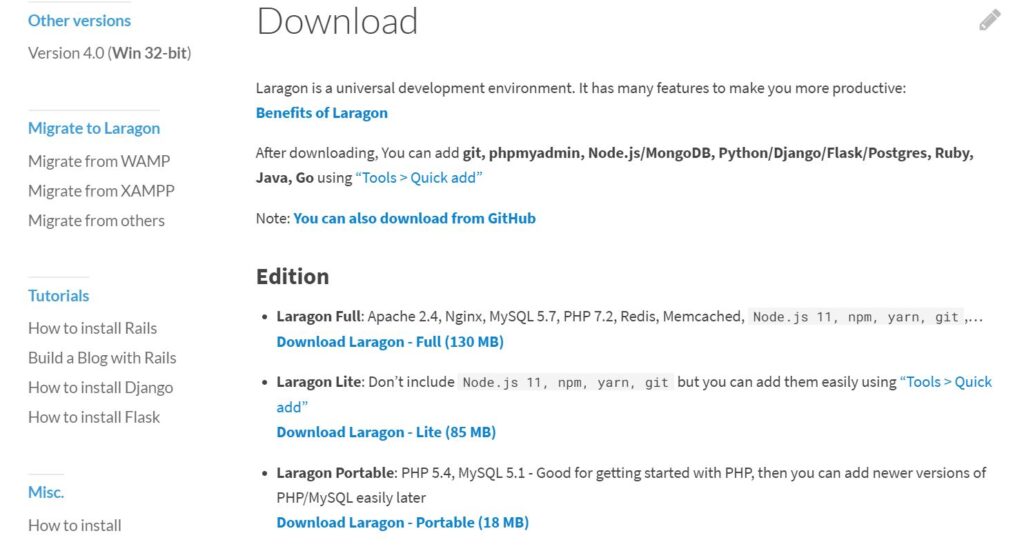 Other versions
Version 4.0 (Win 32-bit)
Migrate to Laragon
Migrate from WAMP
Migrate from XAMPP
Migrate from others
Tutorials
How to install Rails
Build a Blog with Rails
How to install Django
How to install Flask
Misc.
How to install
Download
Laragon is a universal development environment. It has many features to make you more productive:
Benefits of Laragon
After downloading, You can add git, phpmyadmin, Node.js/MongoDB, Python/Django/Flask/Postgres, Ruby,
Java, Go using “Tools > Quick add”
Note: You can also download from GitHub
Edition
• Laragon Full: Apache 2.4, Nginx, MySQL 5.7, PHP 7.2, Redis, Memcached, Node.js 11, npm, yarn, git ,…
Download Laragon - Full (130 MB)
• Laragon Lite: Don’t include Node.js 11, npm, yarn, git but you can add them easily using “Tools > Quick
add”
Download Laragon - Lite (85 MB)
• Laragon Portable: PHP 5.4, MySQL 5.1 - Good for getting started with PHP, then you can add newer versions of
PHP/MySQL easily later
Download Laragon - Portable (18 MB)